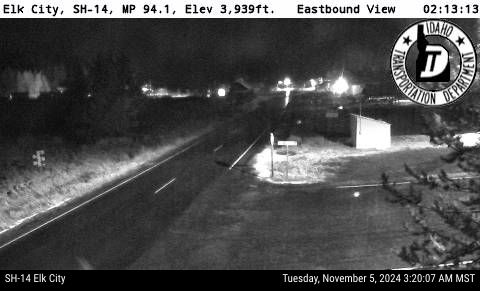 Elk City, SH-14, MP 94.1, Elev 3,939ft. Eastbound View 02:13:13
IDAHO
TRANSPORTATION DEPARTMENT
SH-14 Elk City Tuesday, November 5, 2024 3:20:07 AM MST